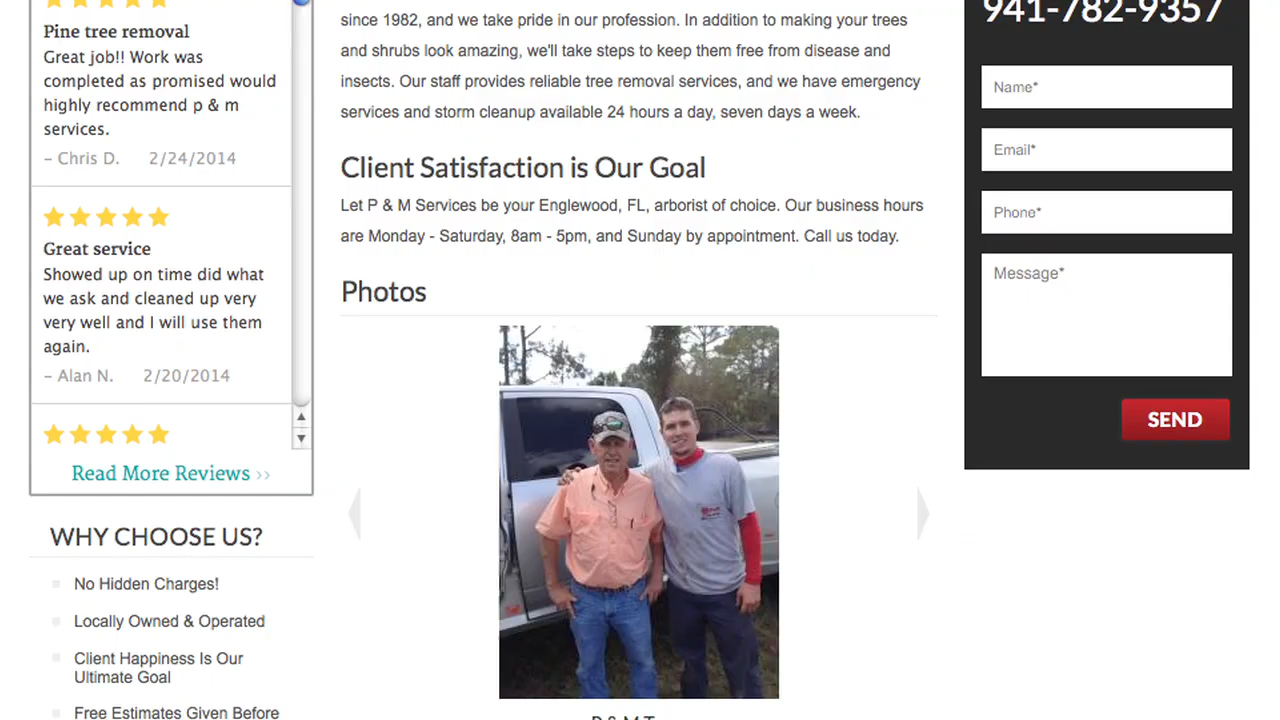 Pine tree removal
Great job!! Work was
completed as promised would
highly recommend p & m
services.
– Chris D. 2/24/2014
Great service
Showed up on time did what
we ask and cleaned up very
very well and I will use them
again.
– Alan N. 2/20/2014
Read More Reviews >>
WHY CHOOSE US?
No Hidden Charges!
Locally Owned & Operated
Client Happiness Is Our
Ultimate Goal
Free Estimates Given Before
since 1982, and we take pride in our profession. In addition to making your trees
and shrubs look amazing, we'll take steps to keep them free from disease and
insects. Our staff provides reliable tree removal services, and we have emergency
services and storm cleanup available 24 hours a day, seven days a week.
Client Satisfaction is Our Goal
Let P & M Services be your Englewood, FL, arborist of choice. Our business hours
are Monday - Saturday, 8am - 5pm, and Sunday by appointment. Call us today.
Photos
941-782-9357
Name*
Email*
Phone*
Message*
SEND